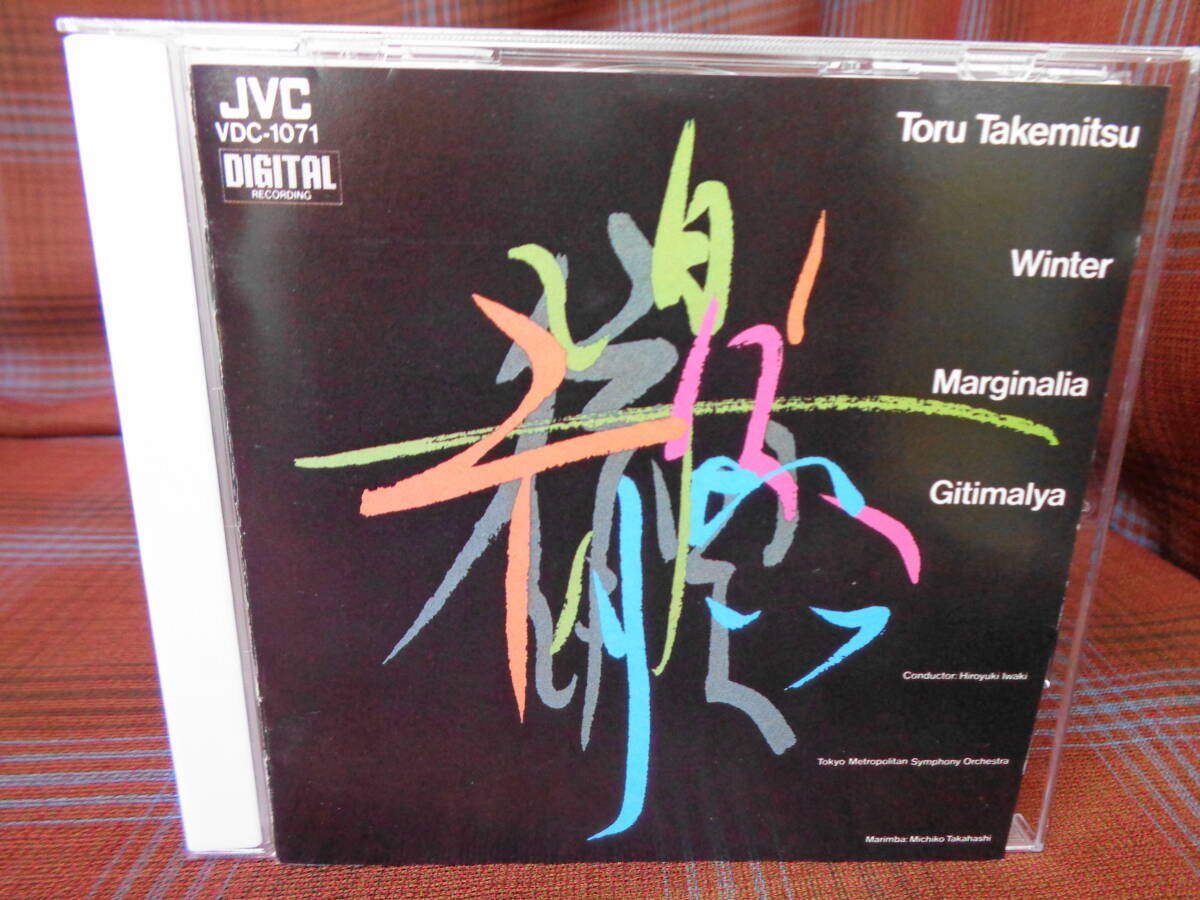 JVC
VDC-1071
DIGITAL
RECORDING
Toru Takemitsu
Winter
Marginalia
Gitimalya
Conductor: Hiroyuki Iwaki
Tokyo Metropolitan Symphony Orchestra
Marimba: Michiko Takahashi